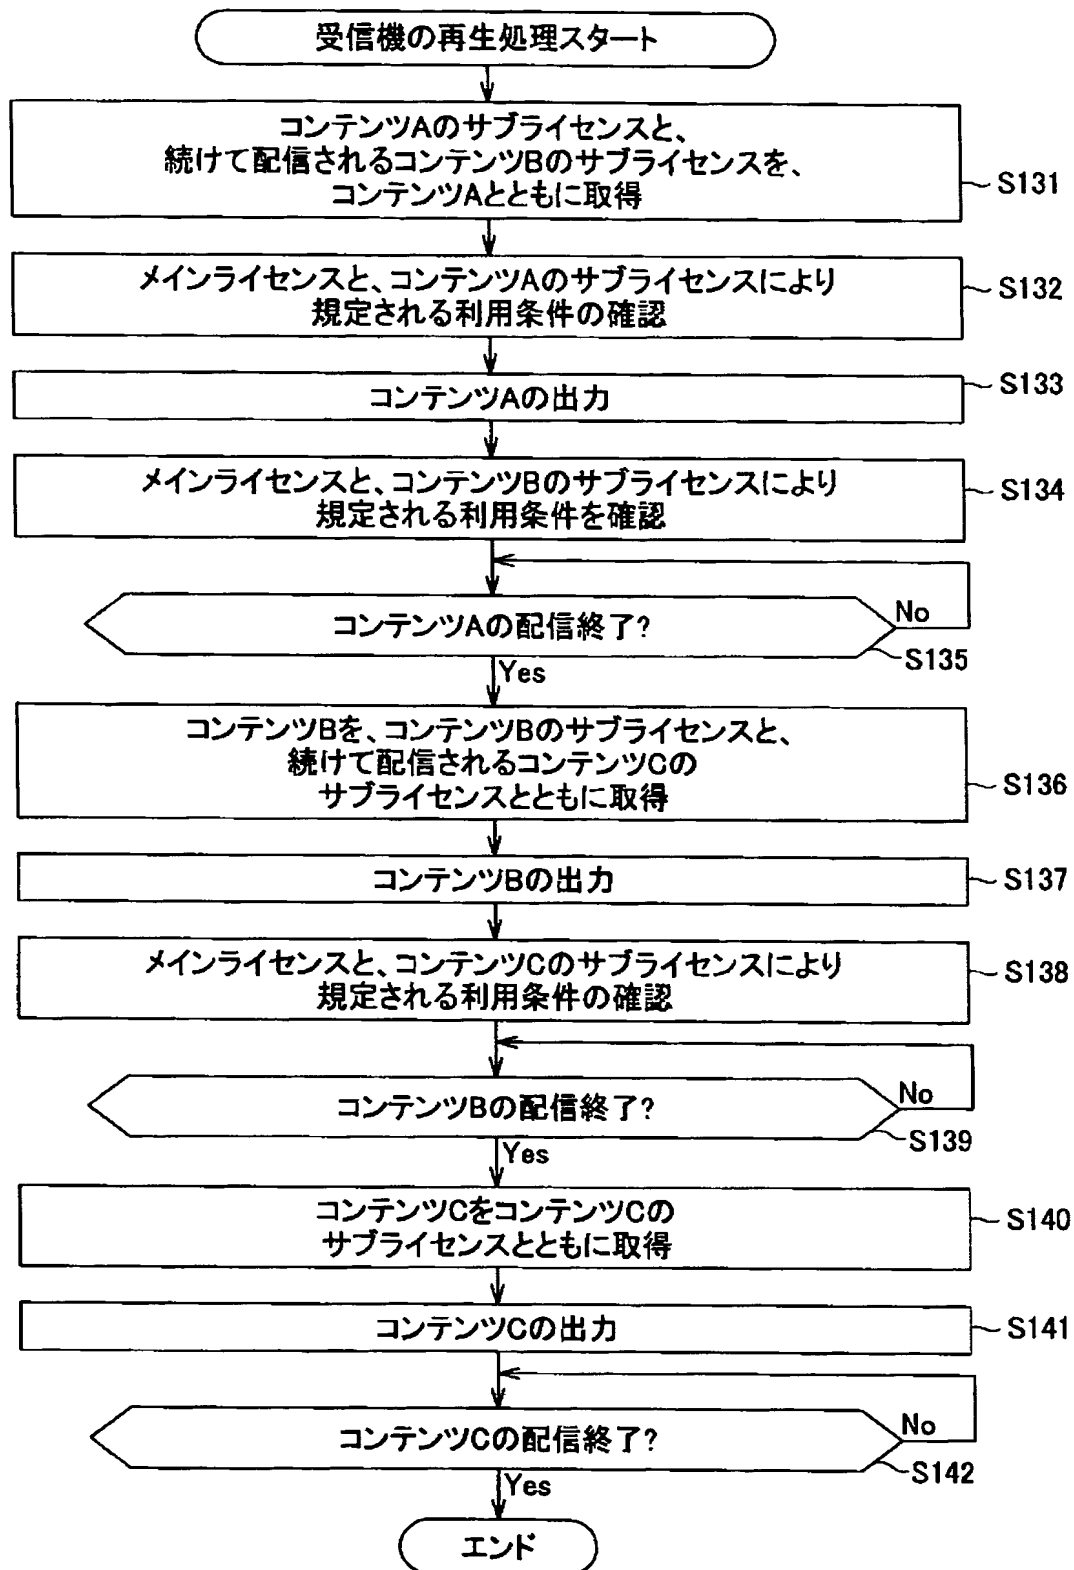 受信機の再生処理スタート
コンテンツAのサブライセンスと、
続けて配信されるコンテンツBのサブライセンスを、
コンテンツAとともに取得
S131
メインライセンスと、コンテンツAのサブライセンスにより
規定される利用条件の確認
S132
コンテンツAの出力
S133
メインライセンスと、コンテンツBのサブライセンスにより
規定される利用条件を確認
S134
コンテンツAの配信終了?
No
S135
Yes
コンテンツBを、コンテンツBのサブライセンスと、
続けて配信されるコンテンツCの
サブライセンスとともに取得
S136
コンテンツBの出力
S137
メインライセンスと、コンテンツCのサブライセンスにより
規定される利用条件の確認
S138
コンテンツBの配信終了?
No
S139
Yes
コンテンツCをコンテンツCの
サブライセンスとともに取得
S140
コンテンツCの出力
S141
コンテンツCの配信終了?
No
S142
Yes
エンド